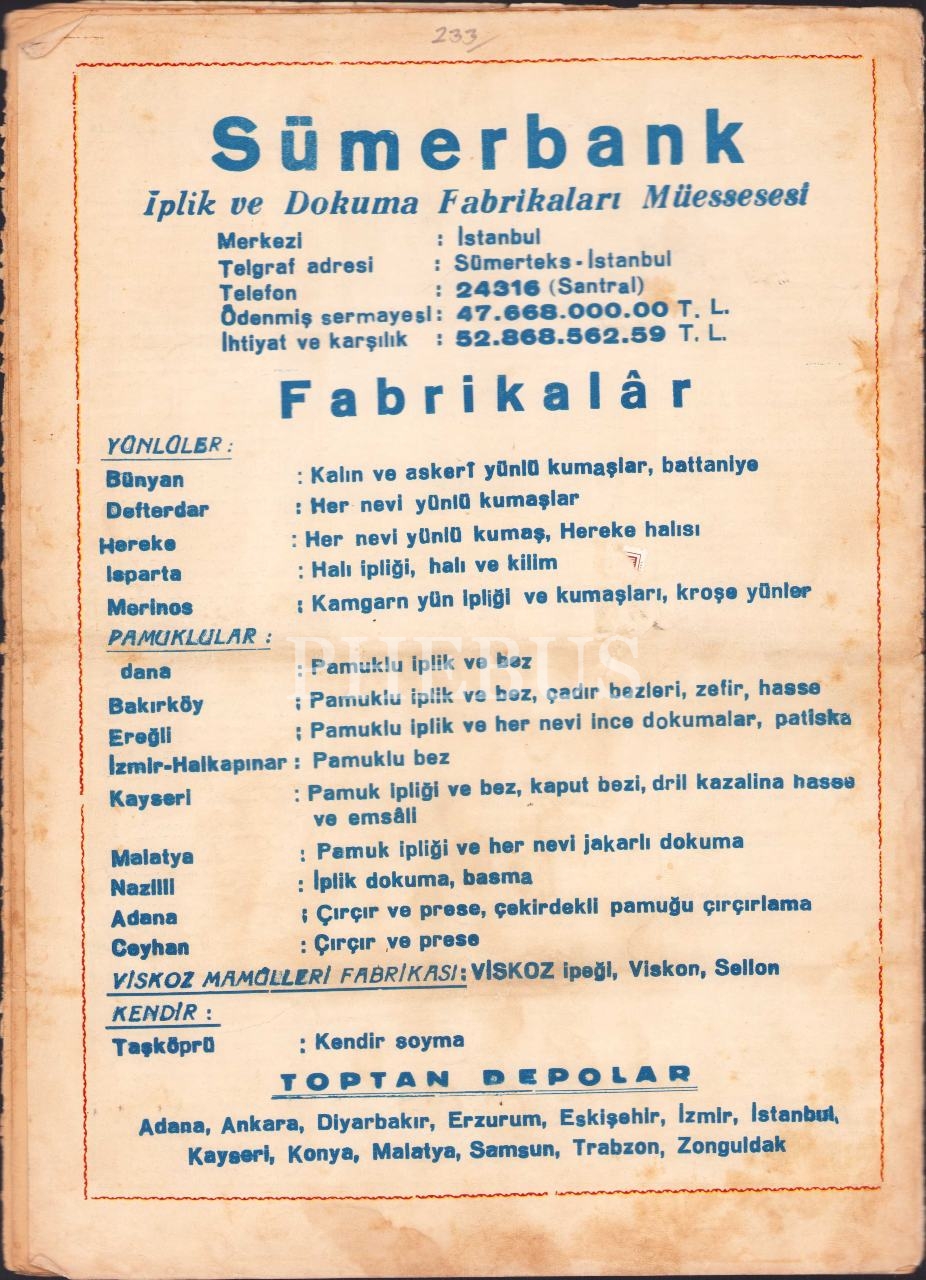 233
Sümerbank
İplik ve Dokuma Fabrikaları Müessesesi
Merkezi : İstanbul
Telgraf adresi : Sümerteks - İstanbul
Telefon : 24316 (Santral)
Ödenmiş sermayesi : 47.668.000.00 T. L.
İhtiyat ve karşılık : 52.868.562.59 T. L.
Fabrikalâr
YÜNLÜLER :
Bünyan : Kalın ve askerî yünlü kumaşlar, battaniye
Defterdar : Her nevi yünlü kumaşlar
Hereke : Her nevi yünlü kumaş, Hereke halısı
Isparta : Halı ipliği, halı ve kilim
Merinos : Kamgarn yün ipliği ve kumaşları, kroşe yünler
PAMUKLULAR :
PHEBUS
dana : Pamuklu iplik ve bez
Bakırköy : Pamuklu iplik ve bez, çadır bezleri, zefir, hasse
Ereğli : Pamuklu iplik ve her nevi ince dokumalar, patiska
İzmir-Halkapınar : Pamuklu bez
Kayseri : Pamuk ipliği ve bez, kaput bezi, dril kazalina hasse
ve emsâli
Malatya : Pamuk ipliği ve her nevi jakarlı dokuma
Nazilli : İplik dokuma, basma
Adana : Çırçır ve prese, çekirdekli pamuğu çırçırlama
Ceyhan : Çırçır ve prese
VİSKOZ MAMÛLLERİ FABRİKASI : VİSKOZ ipeği, Viskon, Sellon
KENDİR :
Taşköprü : Kendir soyma
TOPTAN DEPOLAR
Adana, Ankara, Diyarbakır, Erzurum, Eskişehir, İzmir, İstanbul,
Kayseri, Konya, Malatya, Samsun, Trabzon, Zonguldak